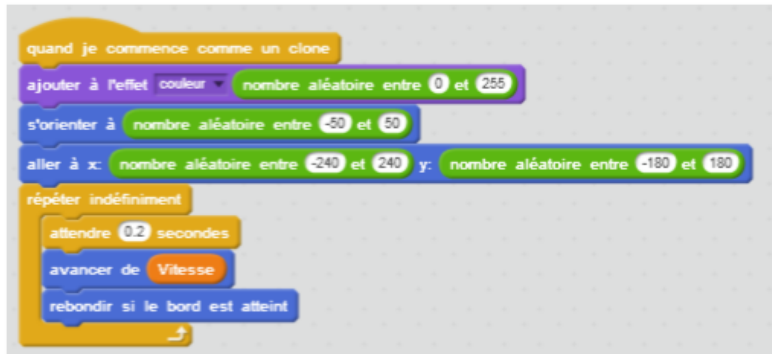 quand je commence comme un clone
ajouter à l'effet couleur nombre aléatoire entre 0 et 255
s'orienter à nombre aléatoire entre -50 et 50
aller à x: nombre aléatoire entre -240 et 240 y: nombre aléatoire entre -180 et 180
répéter indéfiniment
attendre 0.2 secondes
avancer de Vitesse
rebondir si le bord est atteint